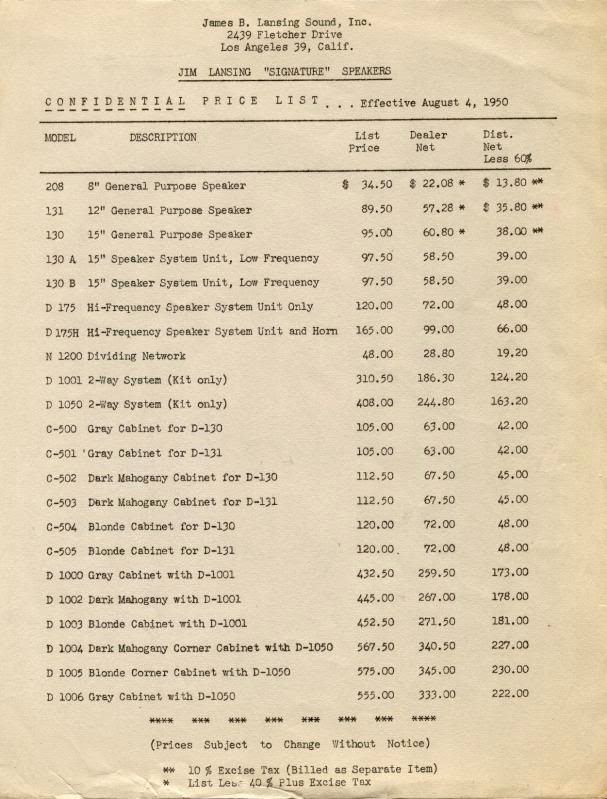 James B. Lansing Sound, Inc.
2439 Fletcher Drive
Los Angeles 39, Calif.
JIM LANSING "SIGNATURE" SPEAKERS
CONFIDENTIAL PRICE LIST ... Effective August 4, 1950
MODEL DESCRIPTION List Price Dealer Net Dist. Net Less 60%
208 8" General Purpose Speaker $ 34.50 $ 22.08 * $ 13.80 **
131 12" General Purpose Speaker 89.50 57.28 * $ 35.80 **
130 15" General Purpose Speaker 95.00 60.80 * 38.00 **
130 A 15" Speaker System Unit, Low Frequency 97.50 58.50 39.00
130 B 15" Speaker System Unit, Low Frequency 97.50 58.50 39.00
D 175 Hi-Frequency Speaker System Unit Only 120.00 72.00 48.00
D 175H Hi-Frequency Speaker System Unit and Horn 165.00 99.00 66.00
N 1200 Dividing Network 48.00 28.80 19.20
D 1001 2-Way System (Kit only) 310.50 186.30 124.20
D 1050 2-Way System (Kit only) 408.00 244.80 163.20
C-500 Gray Cabinet for D-130 105.00 63.00 42.00
C-501 'Gray Cabinet for D-131 105.00 63.00 42.00
C-502 Dark Mahogany Cabinet for D-130 112.50 67.50 45.00
C-503 Dark Mahogany Cabinet for D-131 112.50 67.50 45.00
C-504 Blonde Cabinet for D-130 120.00 72.00 48.00
C-505 Blonde Cabinet for D-131 120.00. 72.00 48.00
D 1000 Gray Cabinet with D-1001 432.50 259.50 173.00
D 1002 Dark Mahogany with D-1001 445.00 267.00 178.00
D 1003 Blonde Cabinet with D-1001 452.50 271.50 181.00
D 1004 Dark Mahogany Corner Cabinet with D-1050 567.50 340.50 227.00
D 1005 Blonde Corner Cabinet with D-1050 575.00 345.00 230.00
D 1006 Gray Cabinet with D-1050 555.00 333.00 222.00
**** *** *** *** *** *** *** ****
(Prices Subject to Change Without Notice)
** 10 % Excise Tax (Billed as Separate Item)
* List Less 40 % Plus Excise Tax